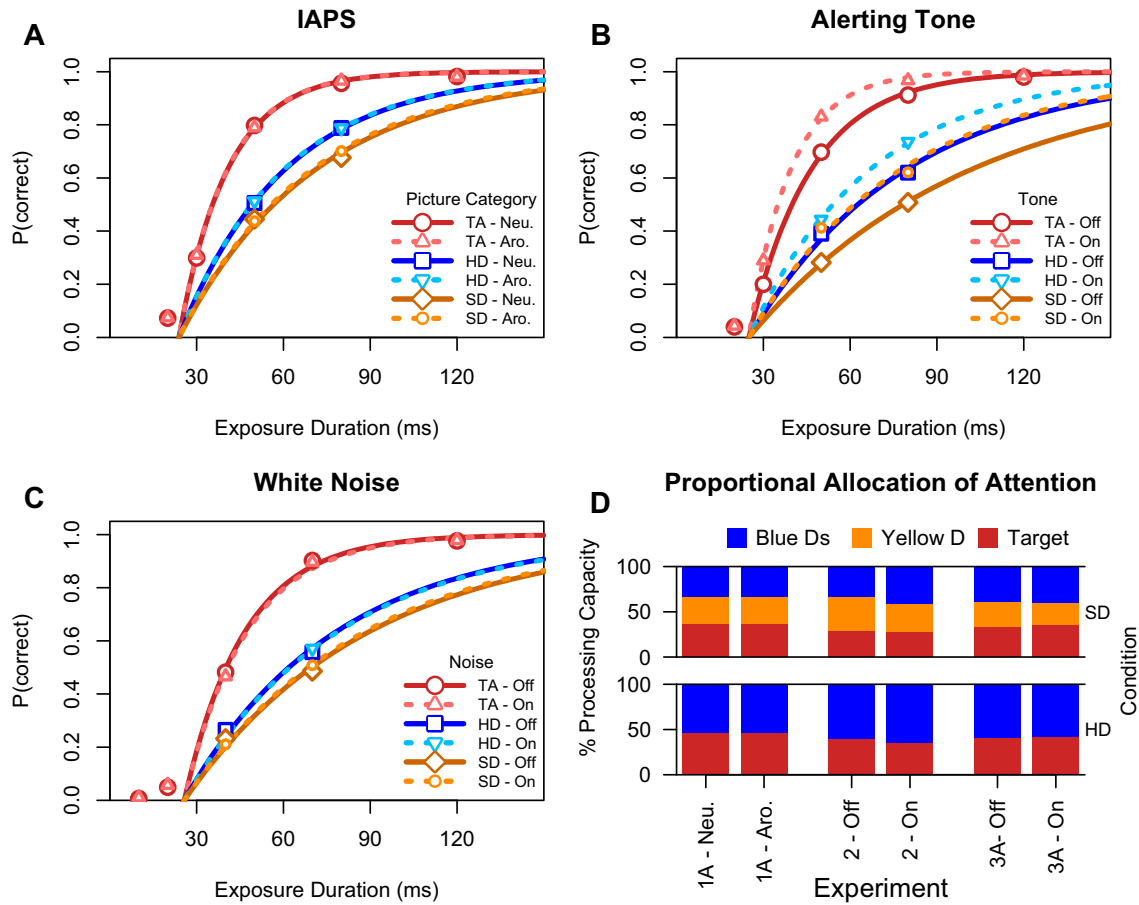 A
IAPS
P(correct)
1.0
0.8
0.6
0.4
0.2
0.0
Picture Category
TA - Neu.
TA - Aro.
HD - Neu.
HD - Aro.
SD - Neu.
SD - Aro.
30 60 90 120
Exposure Duration (ms)
B
Alerting Tone
P(correct)
1.0
0.8
0.6
0.4
0.2
0.0
Tone
TA - Off
TA - On
HD - Off
HD - On
SD - Off
SD - On
30 60 90 120
Exposure Duration (ms)
C
White Noise
P(correct)
1.0
0.8
0.6
0.4
0.2
0.0
Noise
TA - Off
TA - On
HD - Off
HD - On
SD - Off
SD - On
30 60 90 120
Exposure Duration (ms)
D
Proportional Allocation of Attention
Blue Ds Yellow D Target
% Processing Capacity
100
50
0
SD
100
50
0
HD
Condition
1A - Neu.
1A - Aro.
2 - Off
2 - On
3A - Off
3A - On
Experiment